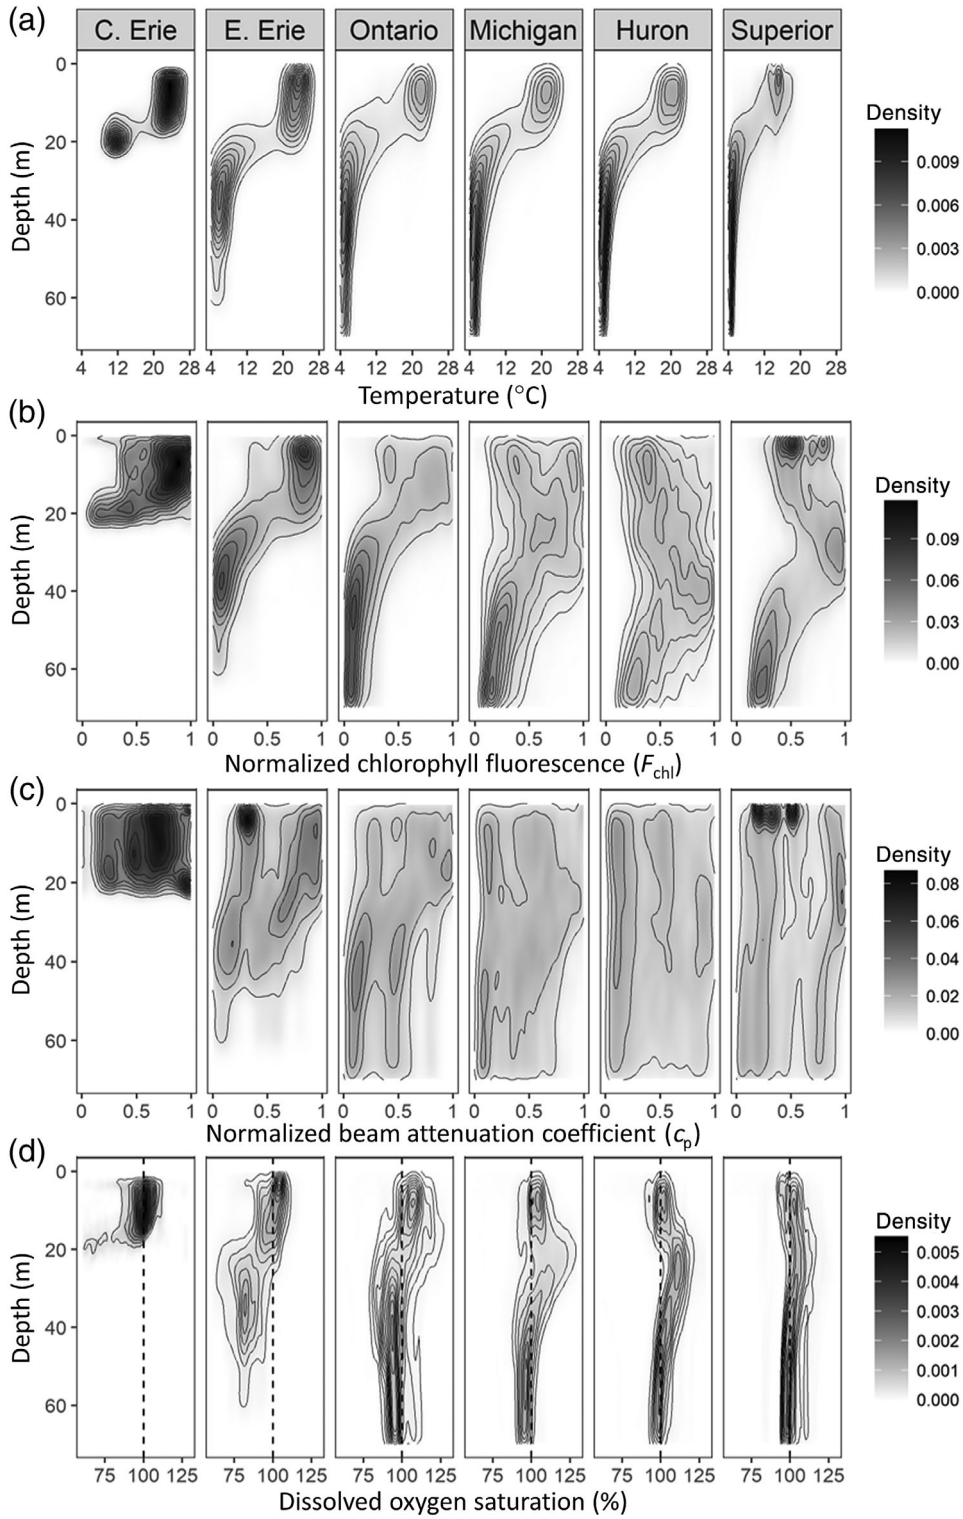 (a)
C. Erie E. Erie Ontario Michigan Huron Superior
0
20
40
60
Depth (m)
4 12 20 28 4 12 20 28 4 12 20 28 4 12 20 28 4 12 20 28 4 12 20 28
Temperature (°C)
Density
0.009
0.006
0.003
0.000
(b)
0
20
40
60
Depth (m)
0 0.5 1 0 0.5 1 0 0.5 1 0 0.5 1 0 0.5 1 0 0.5 1
Normalized chlorophyll fluorescence (Fchl)
Density
0.09
0.06
0.03
0.00
(c)
0
20
40
60
Depth (m)
0 0.5 1 0 0.5 1 0 0.5 1 0 0.5 1 0 0.5 1 0 0.5 1
Normalized beam attenuation coefficient (cp)
Density
0.08
0.06
0.04
0.02
0.00
(d)
0
20
40
60
Depth (m)
75 100 125 75 100 125 75 100 125 75 100 125 75 100 125 75 100 125
Dissolved oxygen saturation (%)
Density
0.005
0.004
0.003
0.002
0.001
0.000